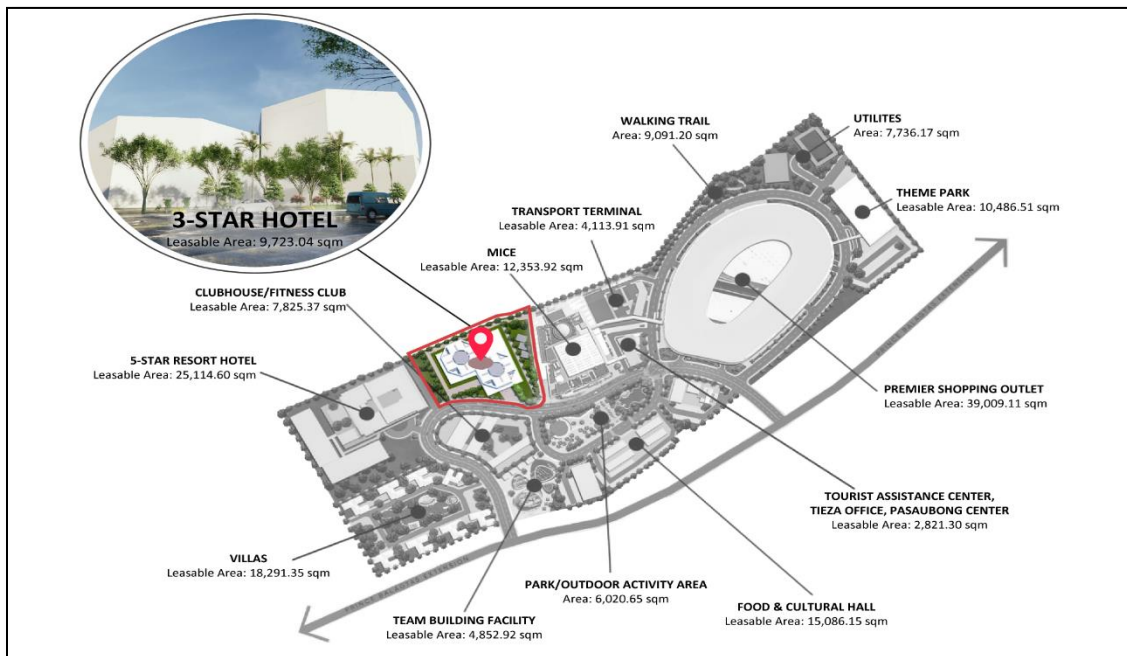 3-STAR HOTEL
Leasable Area: 9,723.04 sqm
WALKING TRAIL
Area: 9,091.20 sqm
UTILITES
Area: 7,736.17 sqm
THEME PARK
Leasable Area: 10,486.51 sqm
TRANSPORT TERMINAL
Leasable Area: 4,113.91 sqm
MICE
Leasable Area: 12,353.92 sqm
CLUBHOUSE/FITNESS CLUB
Leasable Area: 7,825.37 sqm
5-STAR RESORT HOTEL
Leasable Area: 25,114.60 sqm
PREMIER SHOPPING OUTLET
Leasable Area: 39,009.11 sqm
TOURIST ASSISTANCE CENTER,
TIEZA OFFICE, PASAUBONG CENTER
Leasable Area: 2,821.30 sqm
VILLAS
Leasable Area: 18,291.35 sqm
PARK/OUTDOOR ACTIVITY AREA
Area: 6,020.65 sqm
FOOD & CULTURAL HALL
Leasable Area: 15,086.15 sqm
TEAM BUILDING FACILITY
Leasable Area: 4,852.92 sqm